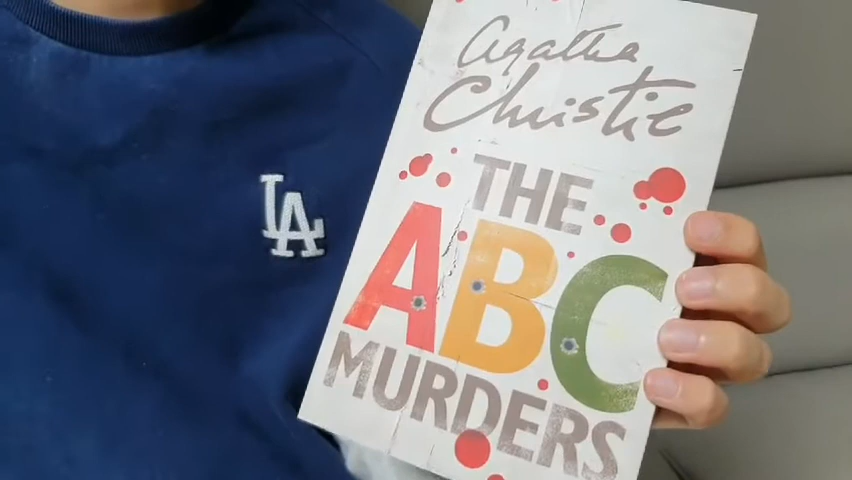 Agatha
Christie
THE
ABC
MURDERS
LA